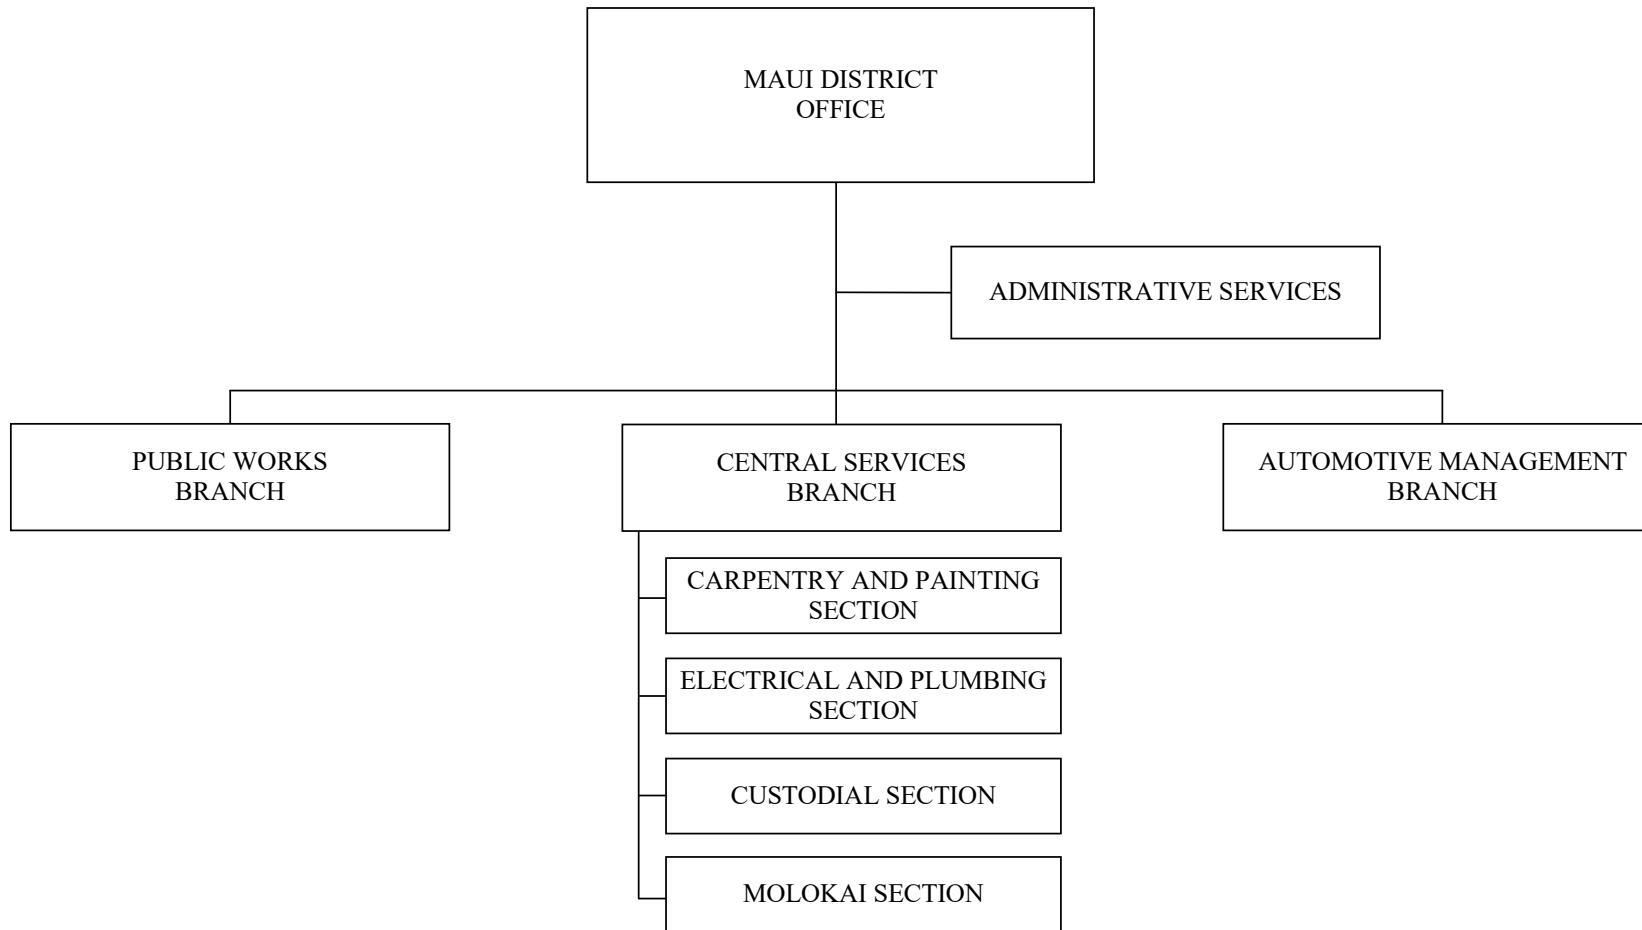 MAUI DISTRICT
OFFICE
ADMINISTRATIVE SERVICES
PUBLIC WORKS
BRANCH
CENTRAL SERVICES
BRANCH
AUTOMOTIVE MANAGEMENT
BRANCH
CARPENTRY AND PAINTING
SECTION
ELECTRICAL AND PLUMBING
SECTION
CUSTODIAL SECTION
MOLOKAI SECTION